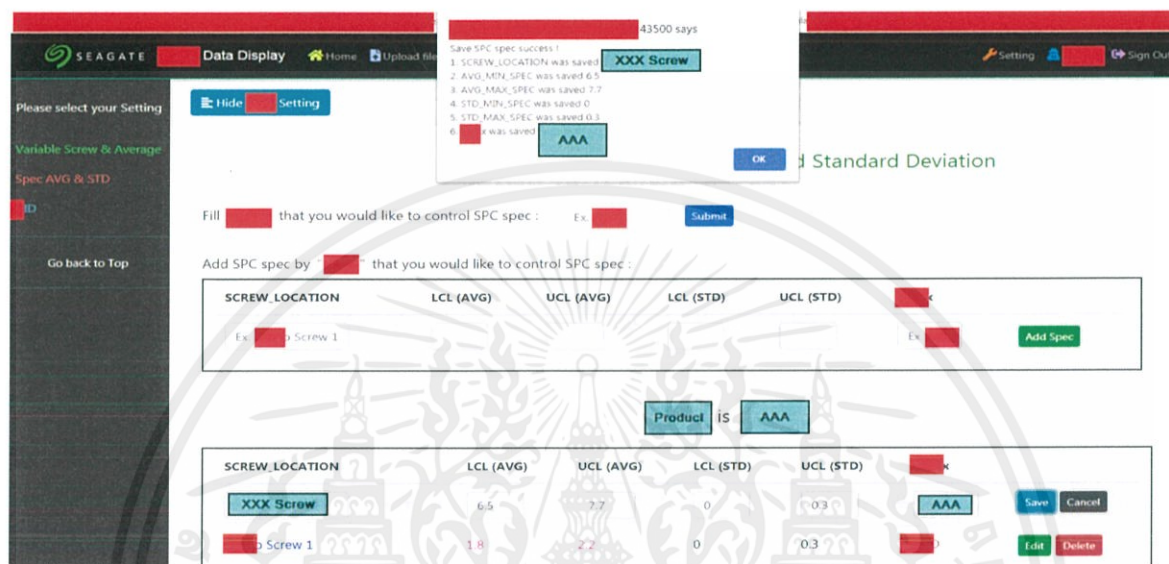 43500 says
Save SPC spec success !
1. SCREW_LOCATION was saved XXX Screw
2. AVG_MIN_SPEC was saved 6.5
3. AVG_MAX_SPEC was saved 7.7
4. STD_MIN_SPEC was saved 0
5. STD_MAX_SPEC was saved 0.3
6. x was saved AAA
OK
SEAGATE Data Display Home Upload file Setting Sign Out
Please select your Setting
Variable Screw & Average
Spec AVG & STD
ID
Go back to Top
Hide Setting
d Standard Deviation
Fill that you would like to control SPC spec : Ex. Submit
Add SPC spec by " " that you would like to control SPC spec :
SCREW_LOCATION LCL (AVG) UCL (AVG) LCL (STD) UCL (STD) x
Ex. p Screw 1 Ex. Add Spec
Product is AAA
SCREW_LOCATION LCL (AVG) UCL (AVG) LCL (STD) UCL (STD) x
XXX Screw 6.5 7.7 0 0.3 AAA Save Cancel
p Screw 1 1.8 2.2 0 0.3 Edit Delete